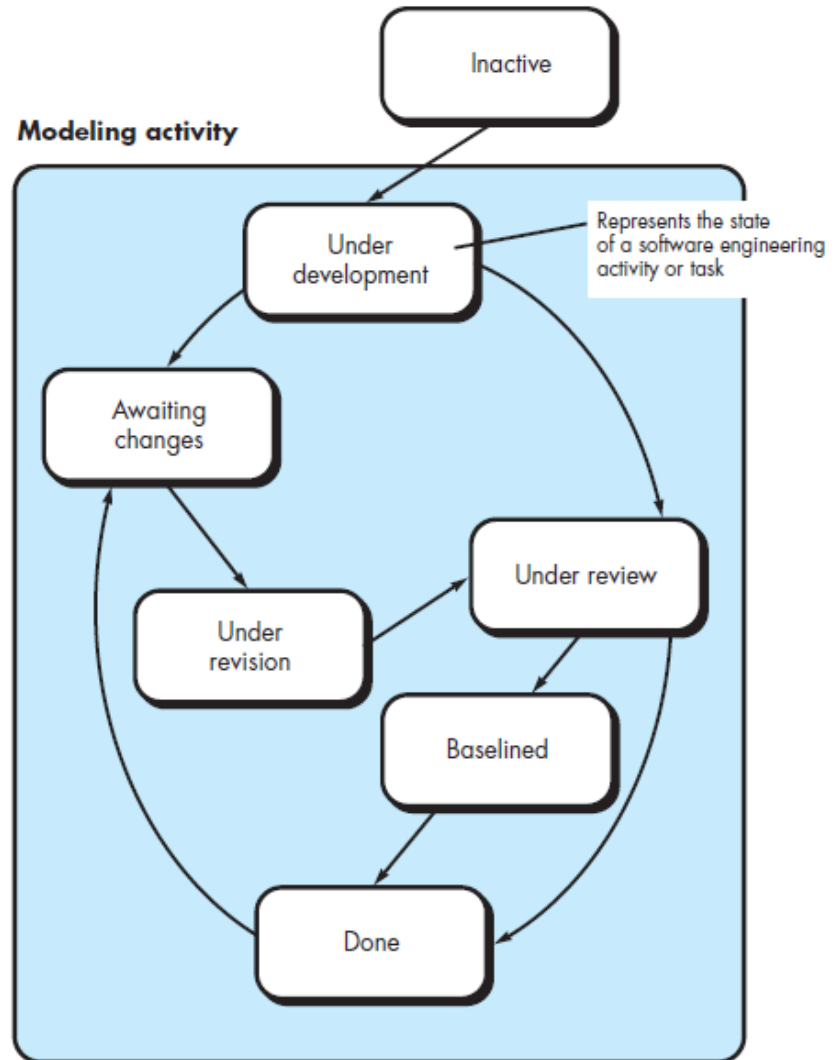 Inactive
Modeling activity
Under
development
Represents the state
of a software engineering
activity or task
Awaiting
changes
Under review
Under
revision
Baselined
Done